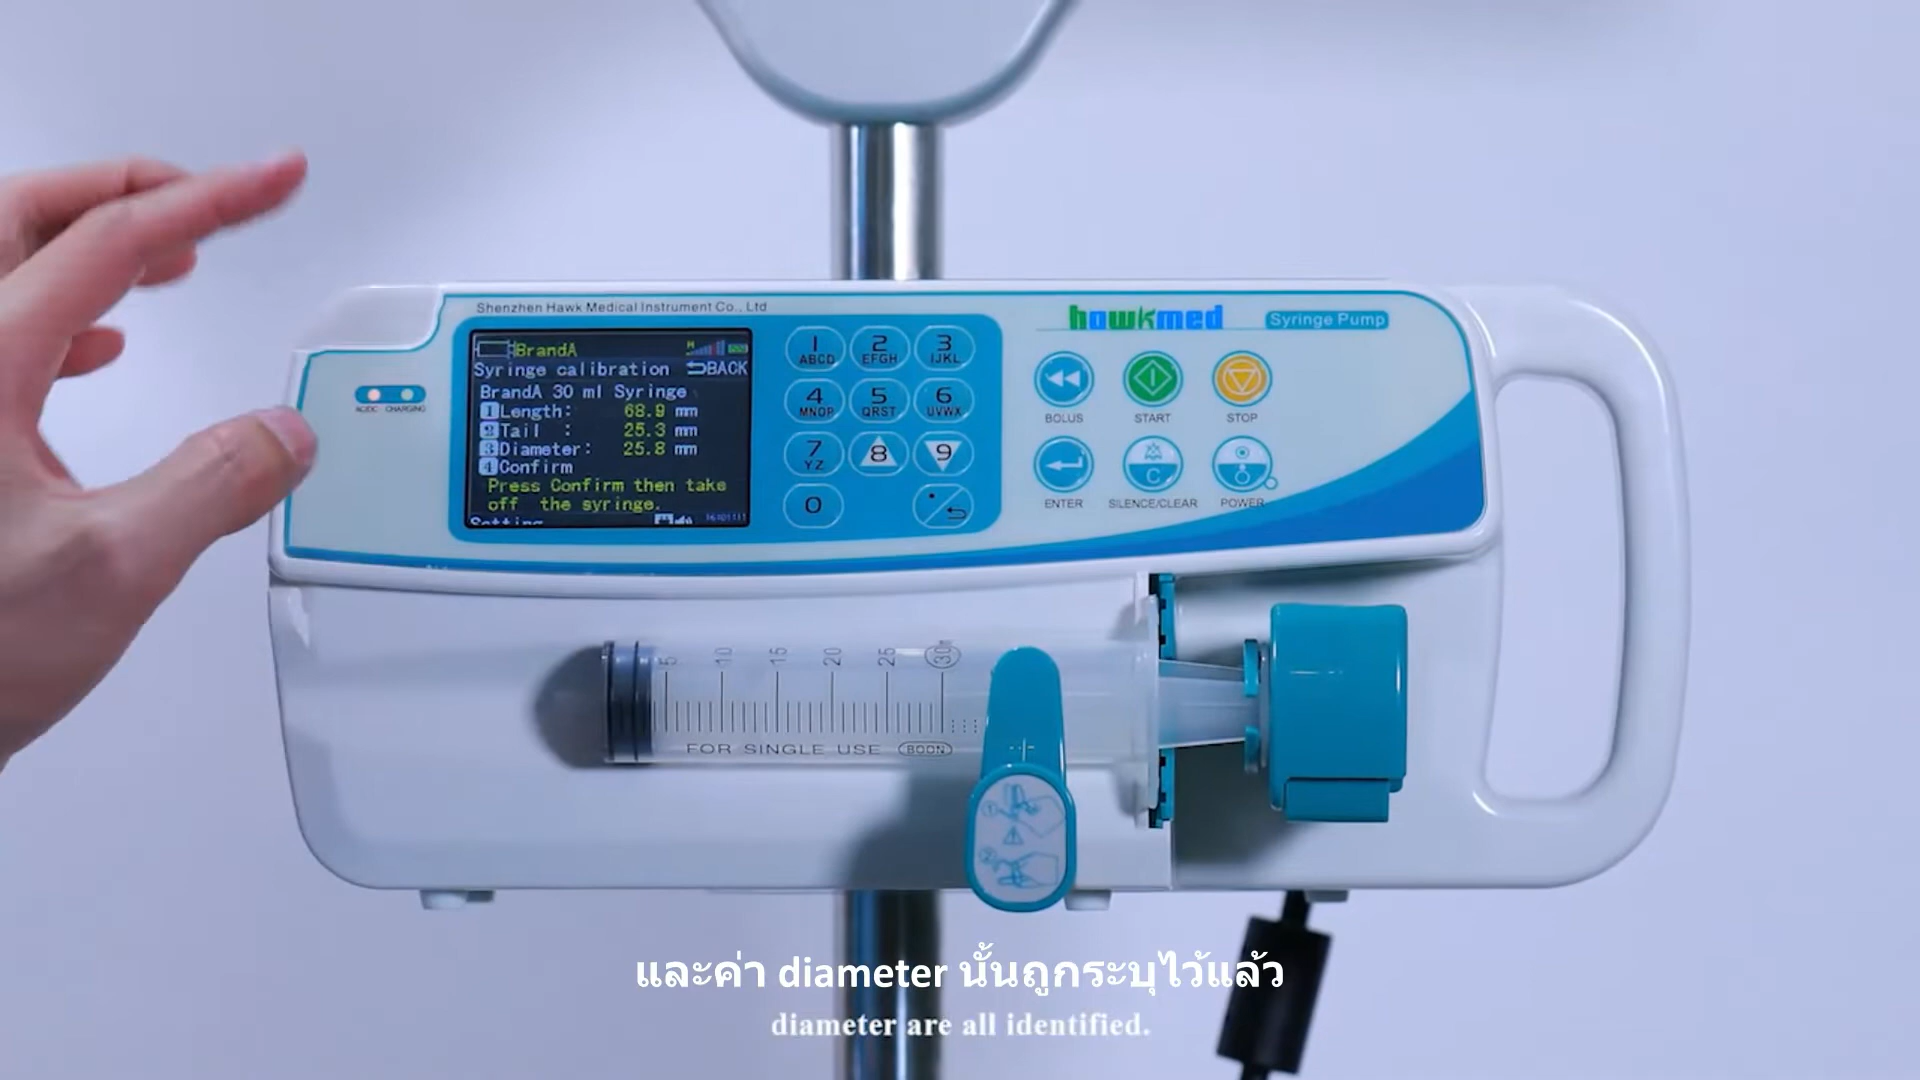 Shenzhen Hawk Medical Instrument Co., Ltd
hawkmed
Syringe Pump
BrandA
Syringe calibration BACK
BrandA 30 ml Syringe
1 Length: 68.9 mm
2 Tail : 25.3 mm
3 Diameter: 25.8 mm
4 Confirm
Press Confirm then take
off the syringe.
Setting
AC/DC CHARGING
1 ABCD
2 EFGH
3 IJKL
4 MNOP
5 QRST
6 UVWX
7 YZ
8
9
0
BOLUS
START
STOP
ENTER
C
SILENCE/CLEAR
POWER
5 10 15 20 25 30
FOR SINGLE USE BOON
1
2
และค่า diameter นั้นถูกระบุไว้แล้ว
diameter are all identified.